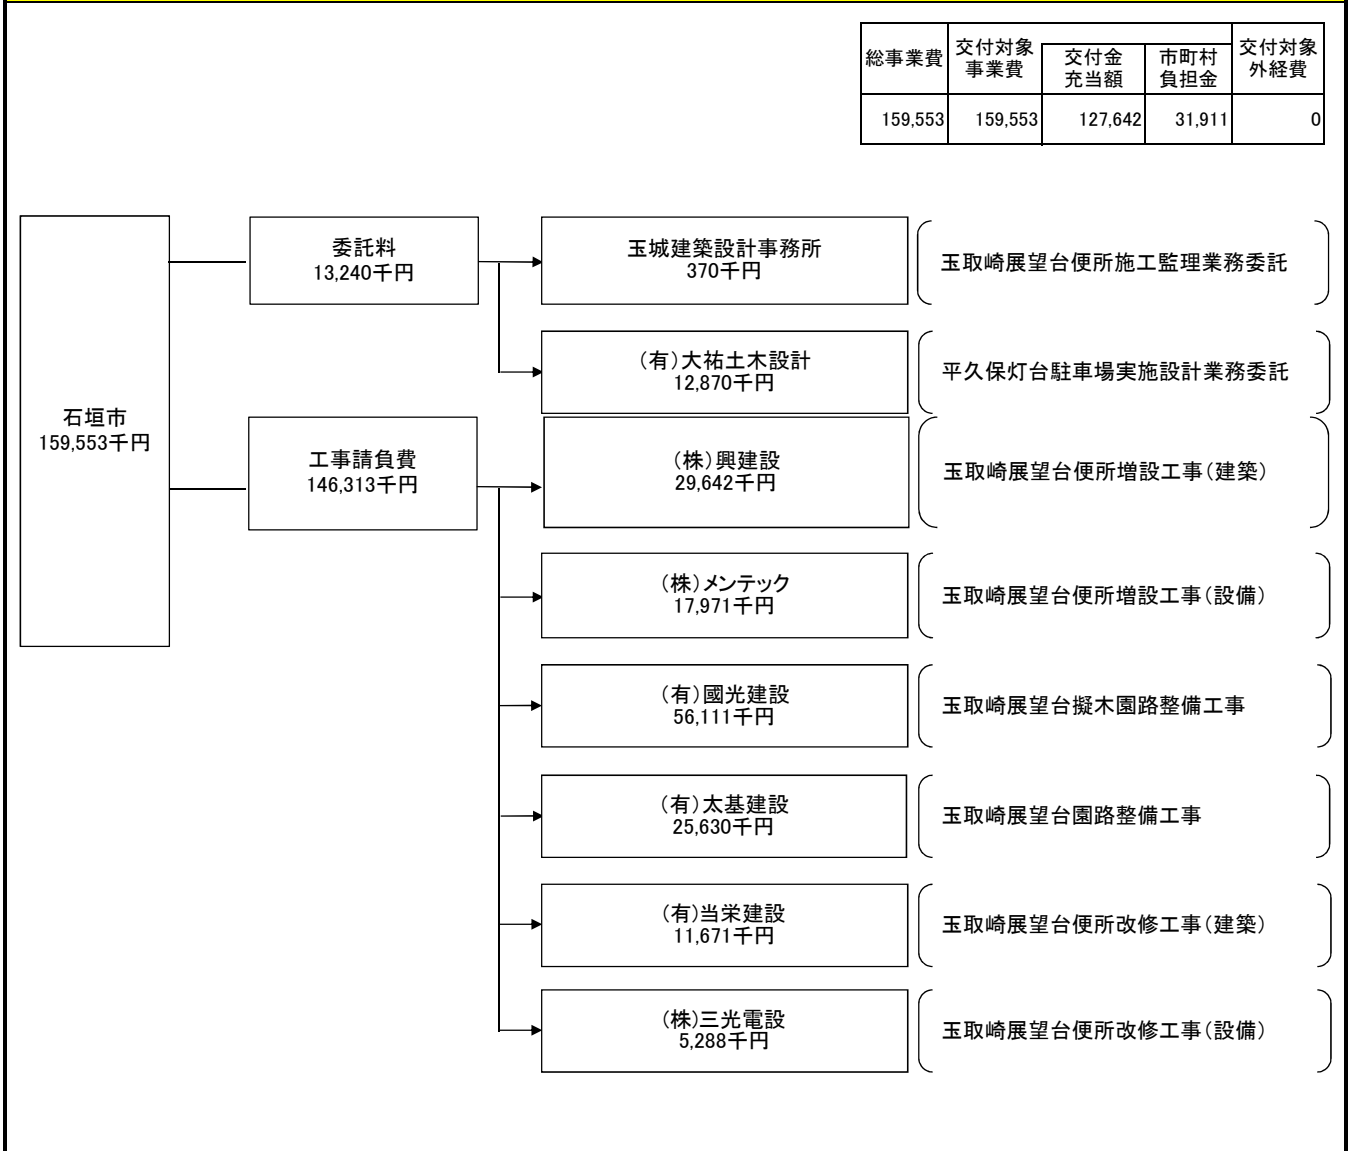 総事業費
交付対象
事業費
交付金
充当額
市町村
負担金
交付対象
外経費
159,553
159,553
127,642
31,911
0
石垣市
159,553千円
委託料
13,240千円
玉城建築設計事務所
370千円
玉取崎展望台便所施工監理業務委託
(有)大祐土木設計
12,870千円
平久保灯台駐車場実施設計業務委託
工事請負費
146,313千円
(株)興建設
29,642千円
玉取崎展望台便所増設工事(建築)
(株)メンテック
17,971千円
玉取崎展望台便所増設工事(設備)
(有)國光建設
56,111千円
玉取崎展望台擬木園路整備工事
(有)太基建設
25,630千円
玉取崎展望台園路整備工事
(有)当栄建設
11,671千円
玉取崎展望台便所改修工事(建築)
(株)三光電設
5,288千円
玉取崎展望台便所改修工事(設備)